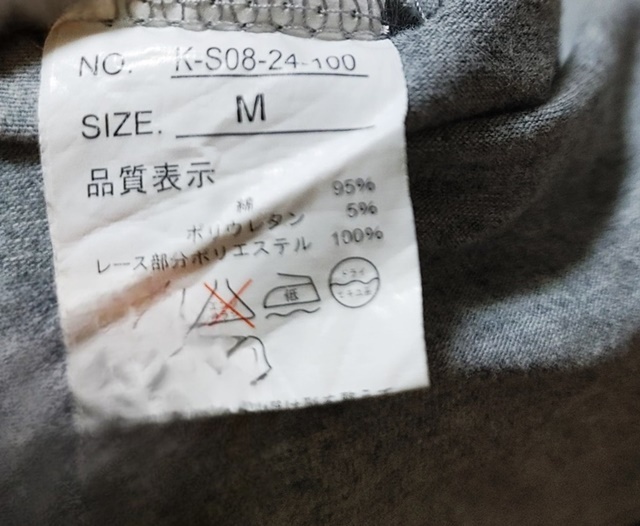 NO. K-S08-24-100
SIZE. M
品質表示
綿 95%
ポリウレタン 5%
レース部分ポリエステル 100%
低
ドライ